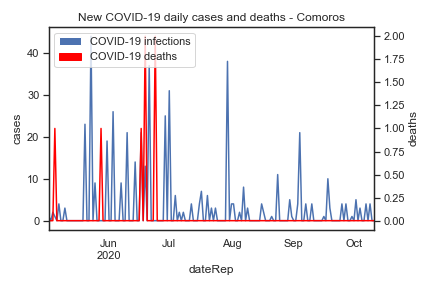 New COVID-19 daily cases and deaths - Comoros
COVID-19 infections
COVID-19 deaths
cases
40
30
20
10
0
deaths
2.00
1.75
1.50
1.25
1.00
0.75
0.50
0.25
0.00
Jun
2020
Jul
Aug
Sep
Oct
dateRep